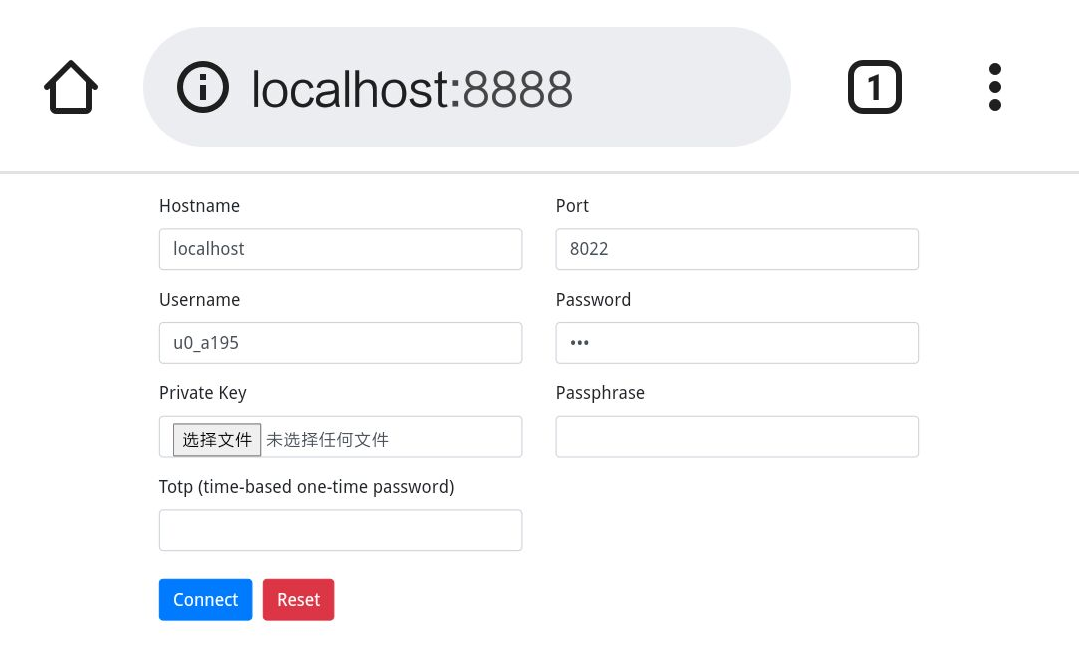 localhost:8888
1
Hostname
Port
localhost
8022
Username
Password
u0_a195
•••
Private Key
Passphrase
选择文件 未选择任何文件
Totp (time-based one-time password)
Connect
Reset